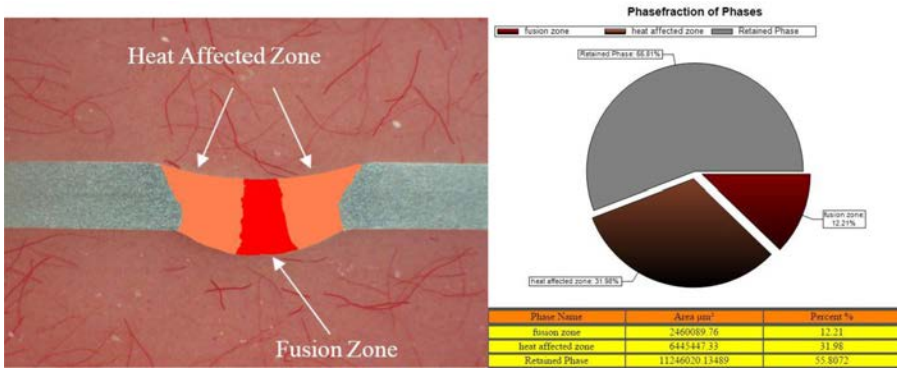 Heat Affected Zone
Fusion Zone
Phasefraction of Phases
fusion zone
heat affected zone
Retained Phase
Retained Phase: 55.81%
fusion zone:
12.21%
heat affected zone: 31.98%
Phase Name Area µm² Percent %
fusion zone 2460089.76 12.21
heat affected zone 6445447.33 31.98
Retained Phase 11246020.13489 55.8072